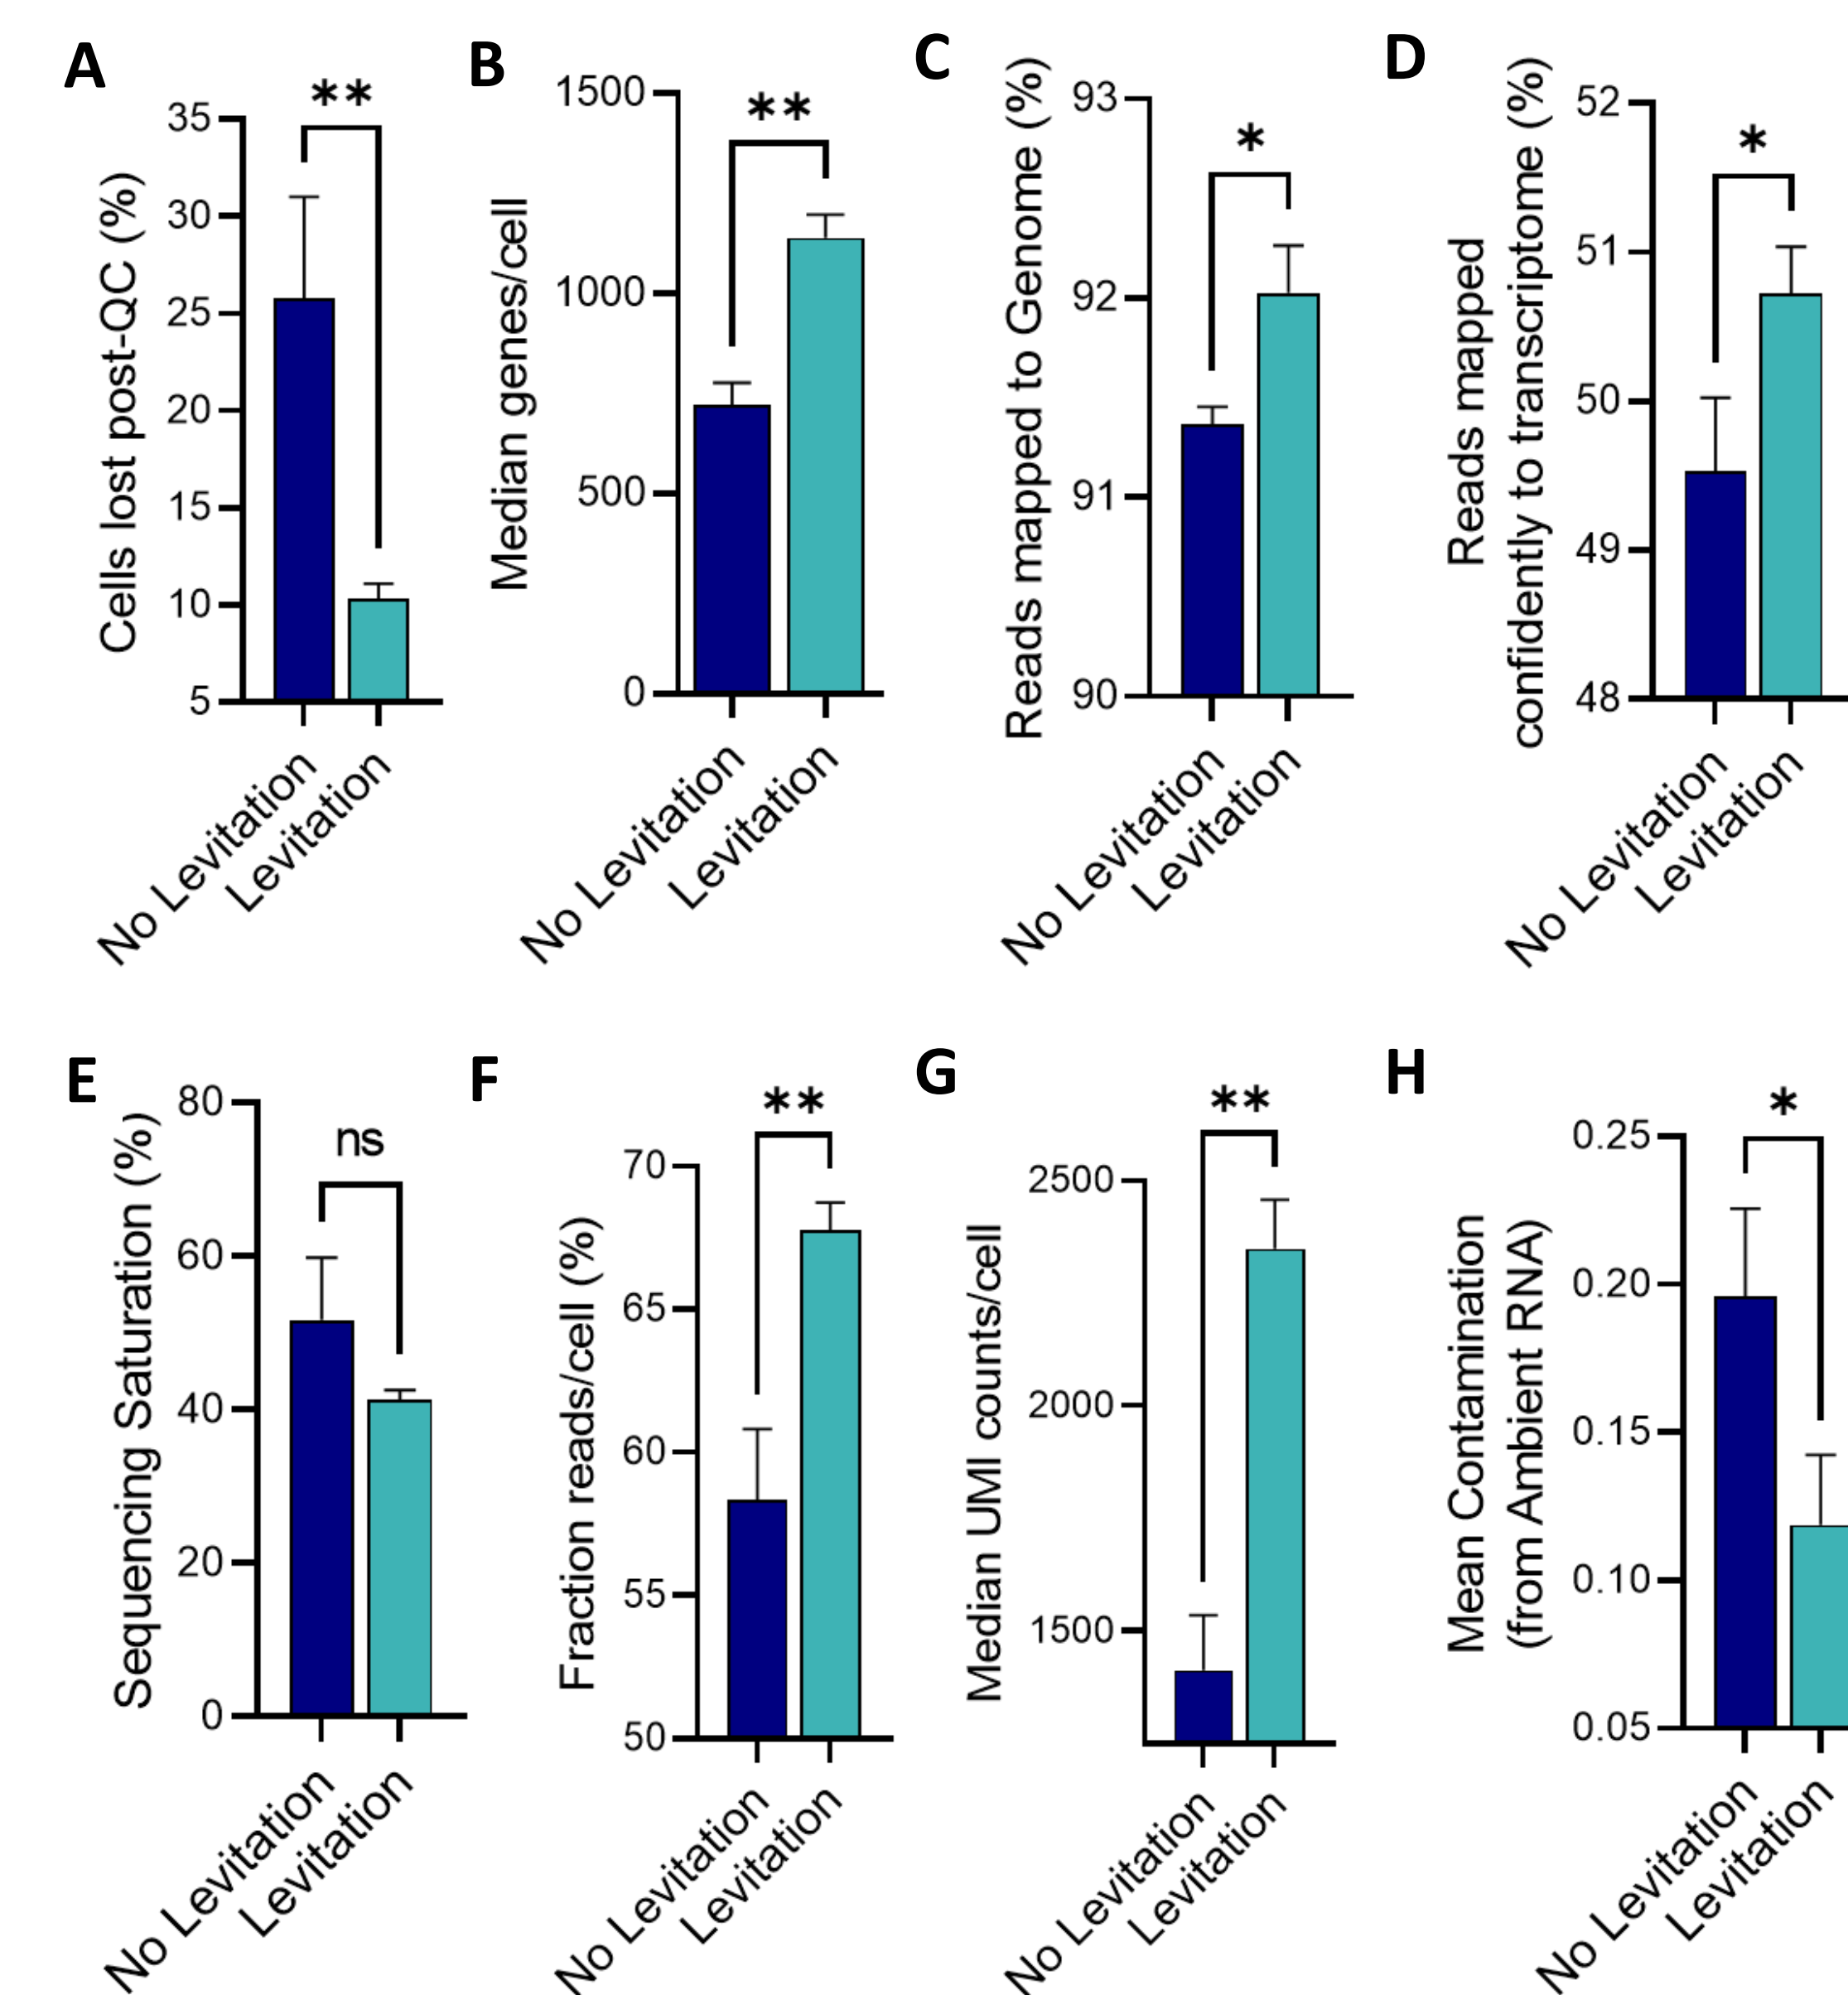 A
**
Cells lost post-QC (%)
35
30
25
20
15
10
5
No Levitation
Levitation
B
**
Median genes/cell
1500
1000
500
0
No Levitation
Levitation
C
*
Reads mapped to Genome (%)
93
92
91
90
No Levitation
Levitation
D
*
Reads mapped
confidently to transcriptome (%)
52
51
50
49
48
No Levitation
Levitation
E
ns
Sequencing Saturation (%)
80
60
40
20
0
No Levitation
Levitation
F
**
Fraction reads/cell (%)
70
65
60
55
50
No Levitation
Levitation
G
**
Median UMI counts/cell
2500
2000
1500
No Levitation
Levitation
H
*
Mean Contamination
(from Ambient RNA)
0.25
0.20
0.15
0.10
0.05
No Levitation
Levitation